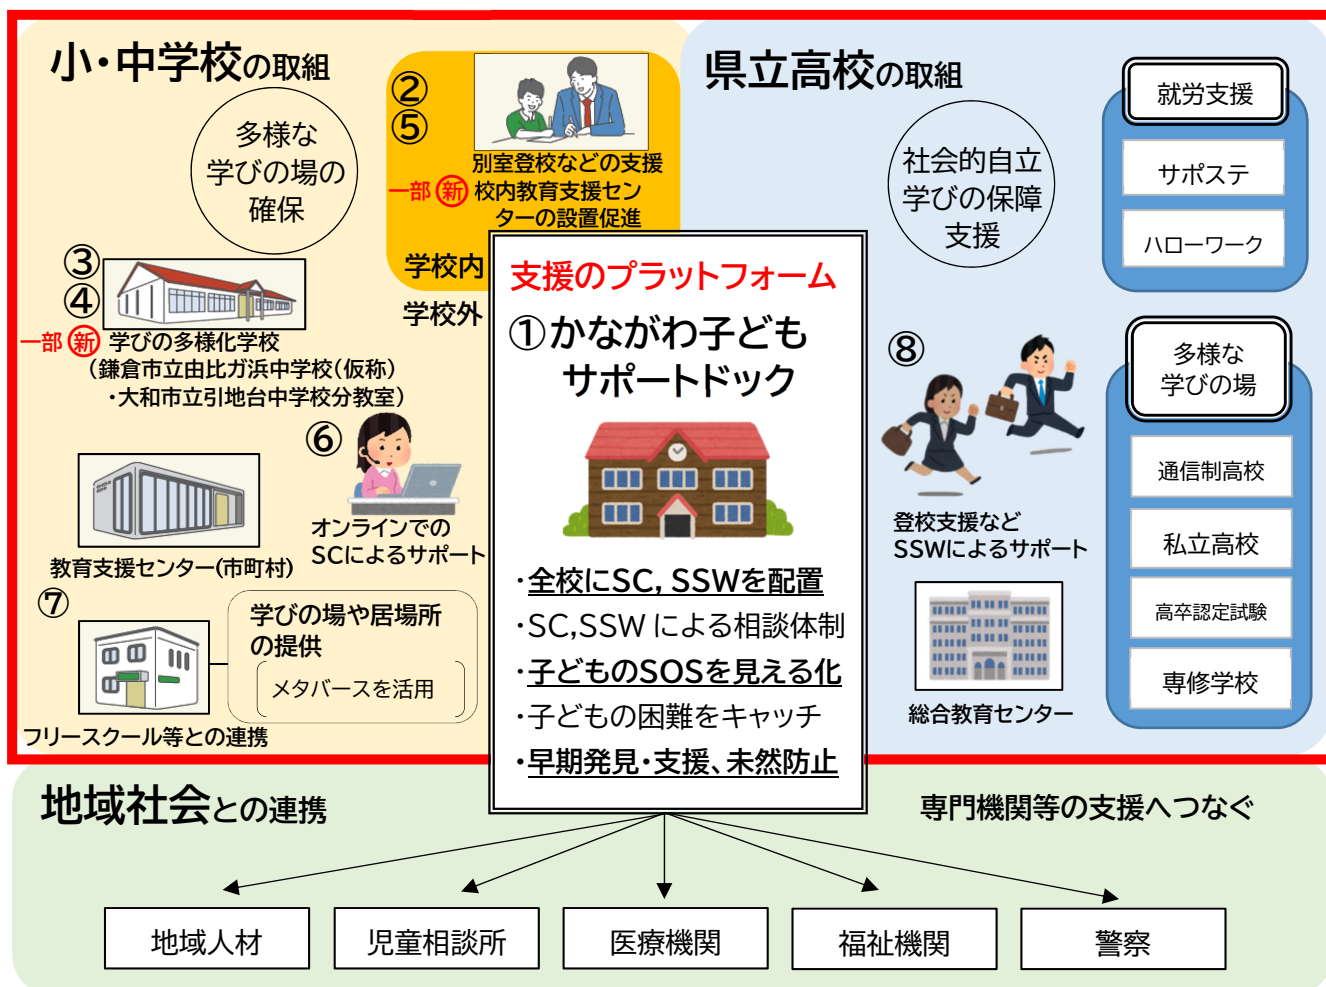 小・中学校の取組
多様な
学びの場の
確保
②
⑤
別室登校などの支援
一部 新 校内教育支援セン
ターの設置促進
学校内
学校外
③
④
一部 新 学びの多様化学校
(鎌倉市立由比ガ浜中学校(仮称)
・大和市立引地台中学校分教室)
⑥
オンラインでの
SCによるサポート
教育支援センター(市町村)
⑦
学びの場や居場所
の提供
メタバースを活用
フリースクール等との連携
支援のプラットフォーム
①かながわ子ども
サポートドック
・全校にSC, SSWを配置
・SC,SSW による相談体制
・子どものSOSを見える化
・子どもの困難をキャッチ
・早期発見・支援、未然防止
県立高校の取組
社会的自立
学びの保障
支援
⑧
登校支援など
SSWによるサポート
総合教育センター
就労支援
サポステ
ハローワーク
多様な
学びの場
通信制高校
私立高校
高卒認定試験
専修学校
地域社会との連携
専門機関等の支援へつなぐ
地域人材
児童相談所
医療機関
福祉機関
警察